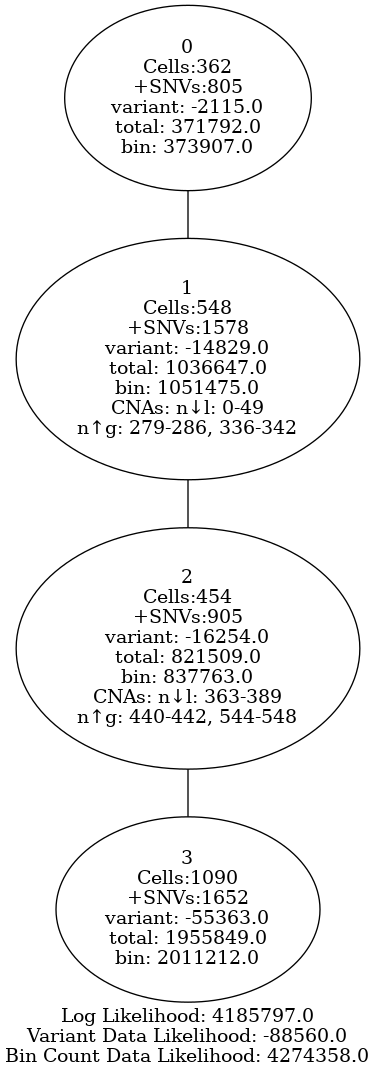 0
Cells:362
+SNVs:805
variant: -2115.0
total: 371792.0
bin: 373907.0
1
Cells:548
+SNVs:1578
variant: -14829.0
total: 1036647.0
bin: 1051475.0
CNAs: n↓l: 0-49
n↑g: 279-286, 336-342
2
Cells:454
+SNVs:905
variant: -16254.0
total: 821509.0
bin: 837763.0
CNAs: n↓l: 363-389
n↑g: 440-442, 544-548
3
Cells:1090
+SNVs:1652
variant: -55363.0
total: 1955849.0
bin: 2011212.0
Log Likelihood: 4185797.0
Variant Data Likelihood: -88560.0
Bin Count Data Likelihood: 4274358.0